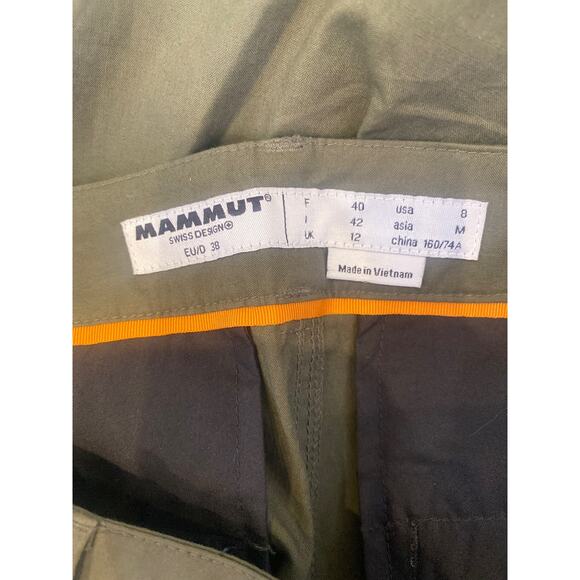 MAMMUT®
SWISS DESIGN
EU/D 38
F 40 usa 8
I 42 asia M
UK 12 china 160/74A
Made in Vietnam